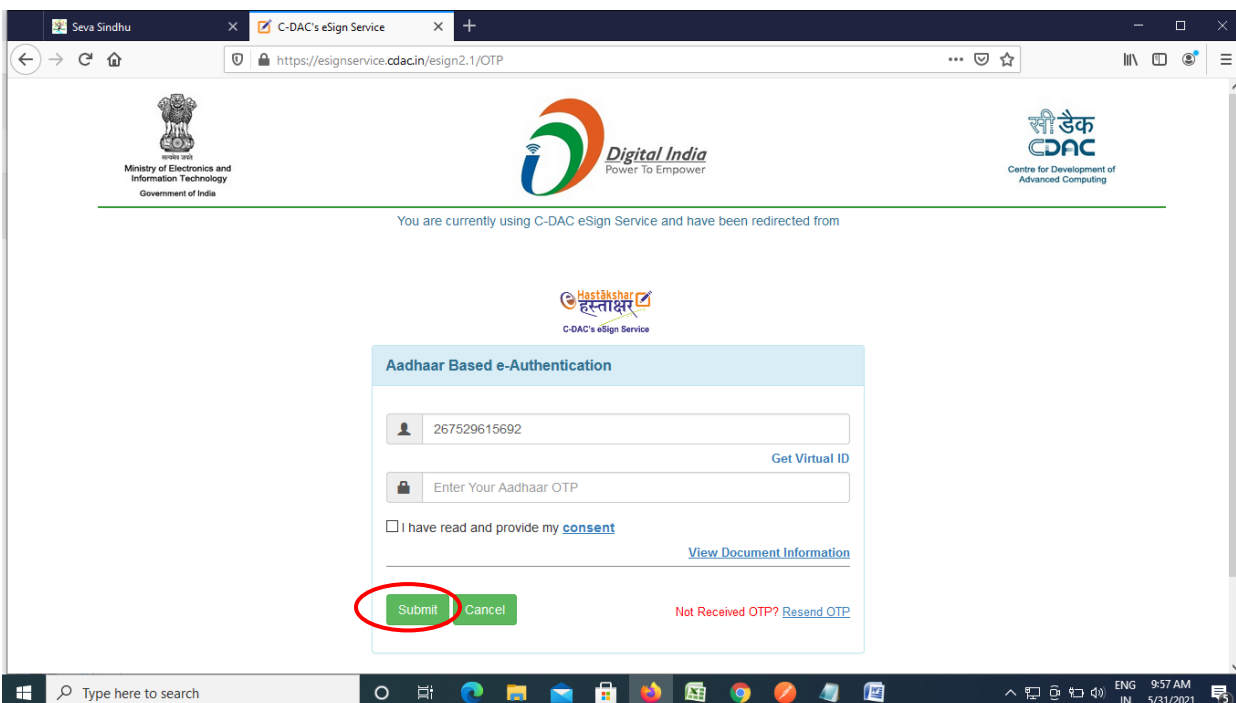 Seva Sindhu
C-DAC's eSign Service
https://esignservice.cdac.in/esign2.1/OTP
सत्यमेव जयते
Ministry of Electronics and
Information Technology
Government of India
Digital India
Power To Empower
सी डैक
CDAC
Centre for Development of
Advanced Computing
You are currently using C-DAC eSign Service and have been redirected from
e Hastākshar
हस्ताक्षर
C-DAC's eSign Service
Aadhaar Based e-Authentication
267529615692
Get Virtual ID
Enter Your Aadhaar OTP
I have read and provide my consent
View Document Information
Submit Cancel Not Received OTP? Resend OTP
Type here to search
ENG 9:57 AM
IN 5/31/2021
5